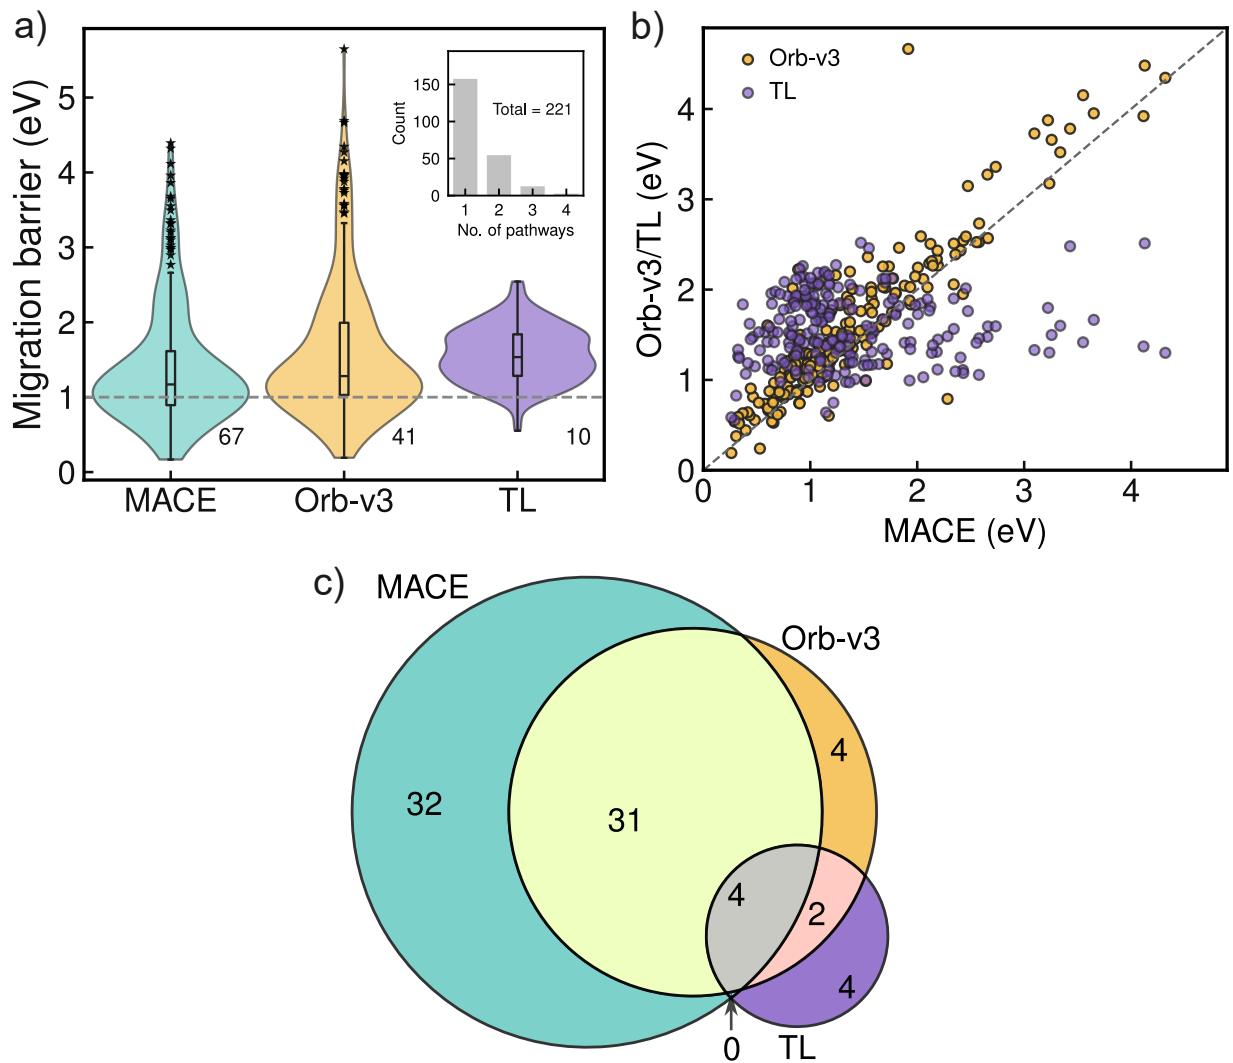 a)
Migration barrier (eV)
5
4
3
2
1
0
MACE
Orb-v3
TL
67
41
10
Count
150
100
50
0
Total = 221
1 2 3 4
No. of pathways
b)
Orb-v3
TL
Orb-v3/TL (eV)
4
3
2
1
0
0 1 2 3 4
MACE (eV)
c)
MACE
Orb-v3
4
32
31
4
2
4
0
TL